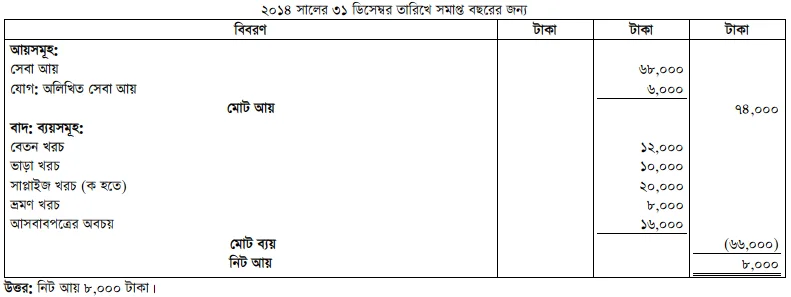 ২০১৪ সালের ৩১ ডিসেম্বর তারিখে সমাপ্ত বছরের জন্য
বিবরণ টাকা টাকা টাকা
আয়সমূহ:
সেবা আয় ৬৮,০০০
যোগ: অলিখিত সেবা আয় ৬,০০০
মোট আয় ৭৪,০০০
বাদ: ব্যয়সমূহ:
বেতন খরচ ১২,০০০
ভাড়া খরচ ১০,০০০
সাপ্লাইজ খরচ (ক হতে) ২০,০০০
ভ্রমণ খরচ ৮,০০০
আসবাবপত্রের অবচয় ১৬,০০০
মোট ব্যয় (৬৬,০০০)
নিট আয় ৮,০০০
উত্তর: নিট আয় ৮,০০০ টাকা।